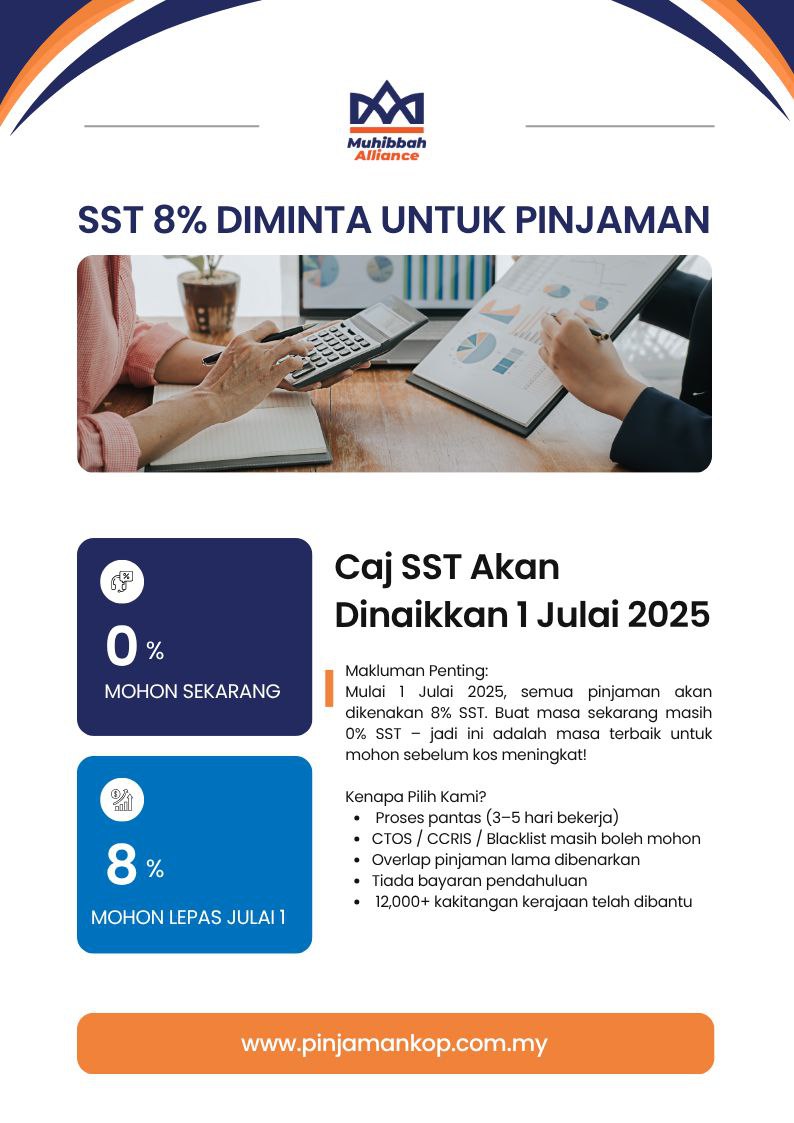 Muhibbah
Alliance
SST 8% DIMINTA UNTUK PINJAMAN
0 %
MOHON SEKARANG
8 %
MOHON LEPAS JULAI 1
Caj SST Akan
Dinaikkan 1 Julai 2025
Makluman Penting:
Mulai 1 Julai 2025, semua pinjaman akan
dikenakan 8% SST. Buat masa sekarang masih
0% SST – jadi ini adalah masa terbaik untuk
mohon sebelum kos meningkat!
Kenapa Pilih Kami?
• Proses pantas (3–5 hari bekerja)
• CTOS / CCRIS / Blacklist masih boleh mohon
• Overlap pinjaman lama dibenarkan
• Tiada bayaran pendahuluan
• 12,000+ kakitangan kerajaan telah dibantu
www.pinjamankop.com.my